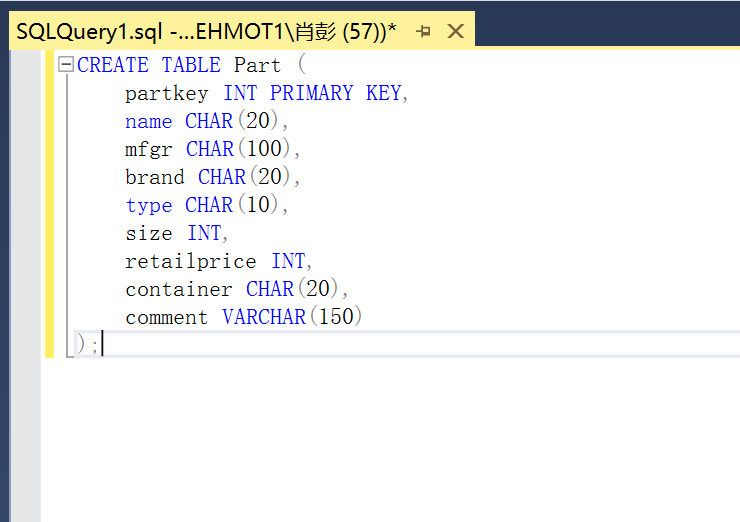 SQLQuery1.sql -...EHMOT1\肖彭 (57))*
CREATE TABLE Part (
partkey INT PRIMARY KEY,
name CHAR(20),
mfgr CHAR(100),
brand CHAR(20),
type CHAR(10),
size INT,
retailprice INT,
container CHAR(20),
comment VARCHAR(150)
);